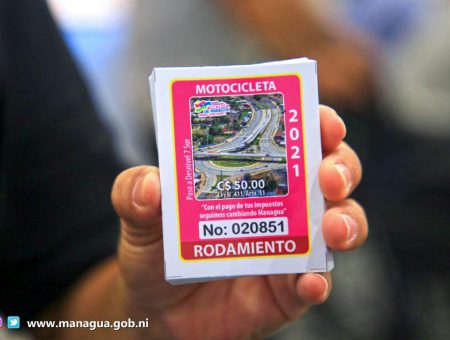 MOTOCICLETA
2021
Paso a Desnivel 7 Sur
C$ 50.00
"Con el pago de tus impuestos
seguimos cambiando Managua"
No: 020851
RODAMIENTO
www.managua.gob.ni